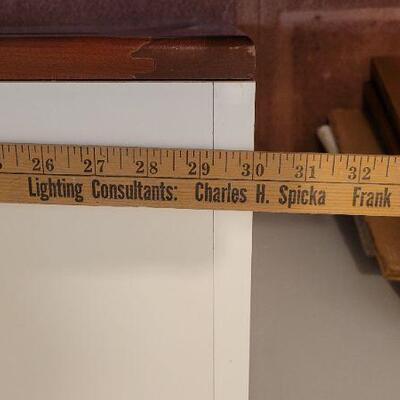 26 27 28 29 30 31 32
Lighting Consultants: Charles H. Spicka Frank